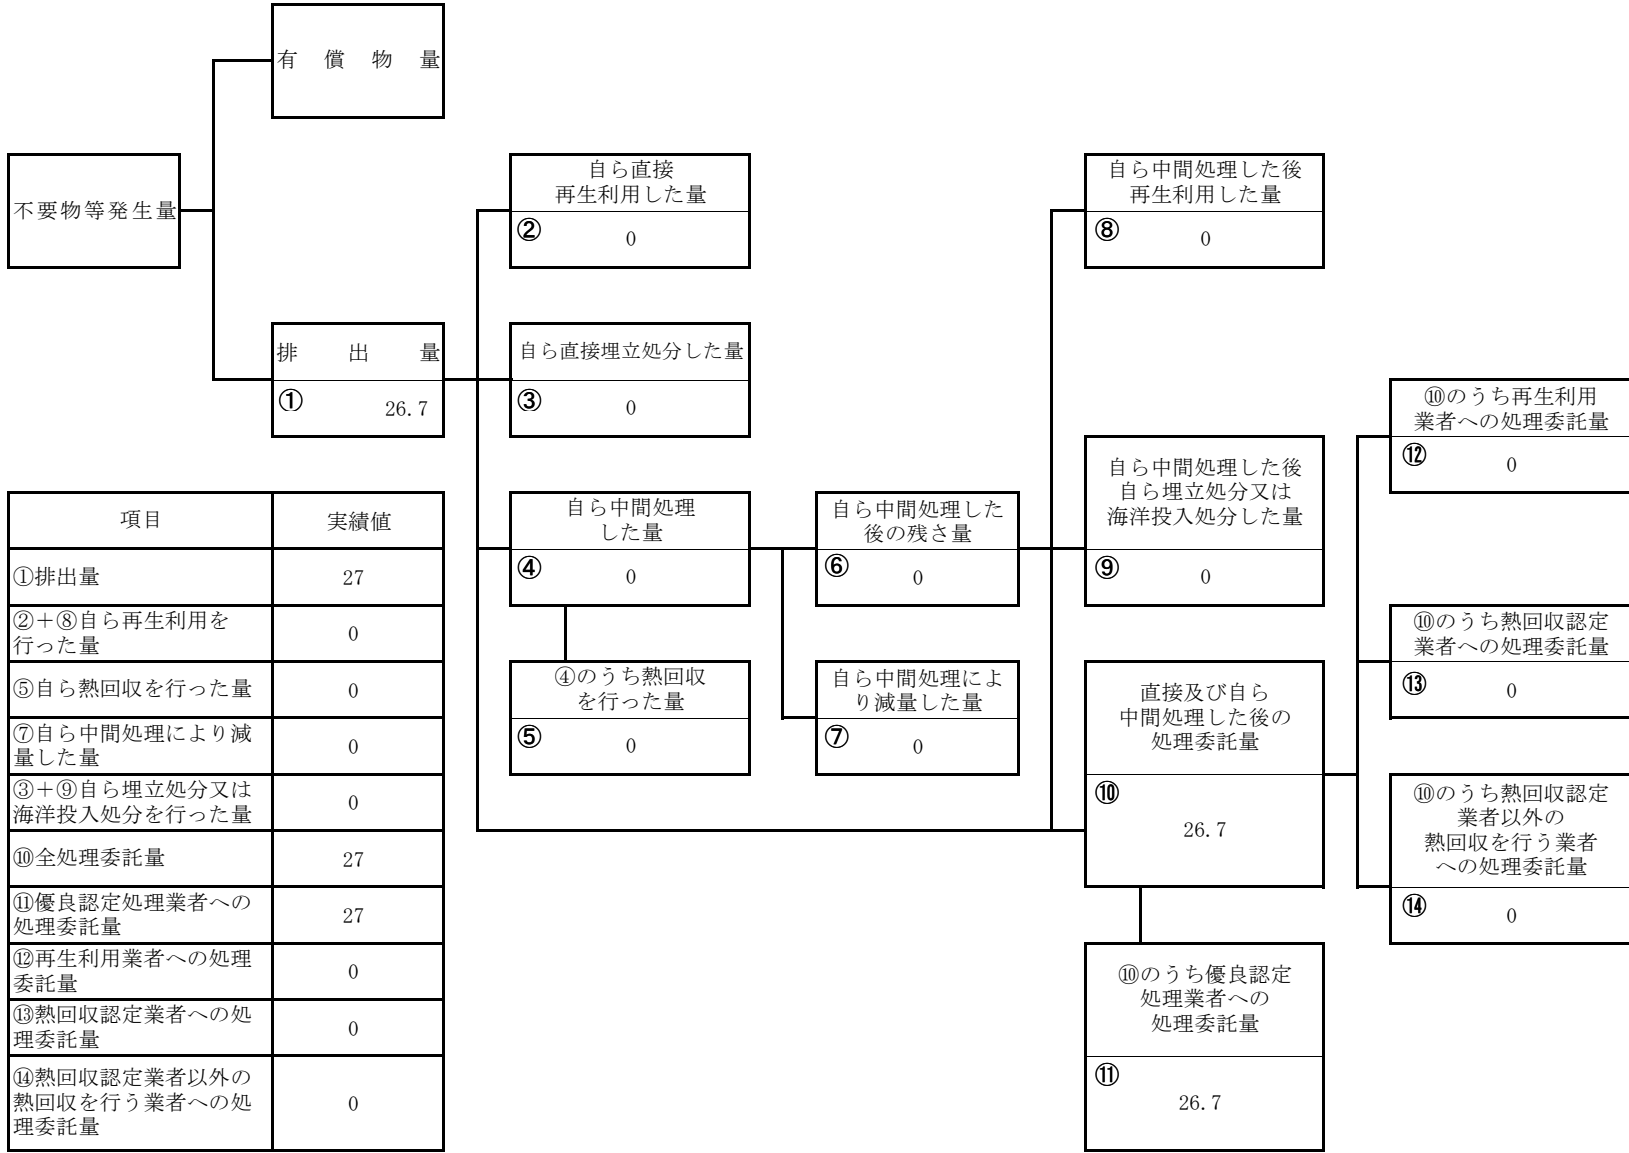 有償物量
不要物等発生量
排出量
①
26.7
自ら直接
再生利用した量
②
0
自ら直接埋立処分した量
③
0
自ら中間処理
した量
④
0
④のうち熱回収
を行った量
⑤
0
自ら中間処理した
後の残さ量
⑥
0
自ら中間処理によ
り減量した量
⑦
0
自ら中間処理した後
再生利用した量
⑧
0
自ら中間処理した後
自ら埋立処分又は
海洋投入処分した量
⑨
0
直接及び自ら
中間処理した後の
処理委託量
⑩
26.7
⑩のうち優良認定
処理業者への
処理委託量
⑪
26.7
⑩のうち再生利用
業者への処理委託量
⑫
0
⑩のうち熱回収認定
業者への処理委託量
⑬
0
⑩のうち熱回収認定
業者以外の
熱回収を行う業者
への処理委託量
⑭
0
項目 実績値
①排出量 27
②+⑧自ら再生利用を
行った量
0
⑤自ら熱回収を行った量 0
⑦自ら中間処理により減
量した量
0
③+⑨自ら埋立処分又は
海洋投入処分を行った量
0
⑩全処理委託量 27
⑪優良認定処理業者への
処理委託量
27
⑫再生利用業者への処理
委託量
0
⑬熱回収認定業者への処
理委託量
0
⑭熱回収認定業者以外の
熱回収を行う業者への処
理委託量
0